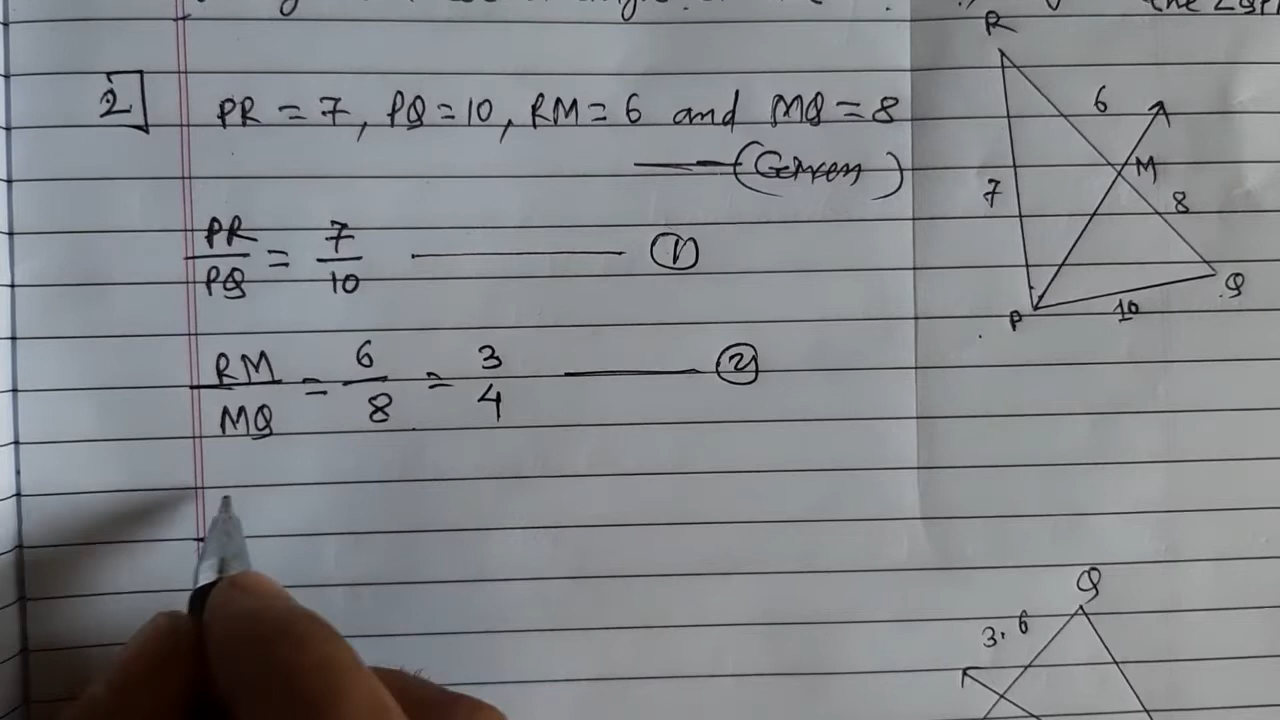 the
R
2] PR = 7, PQ = 10, RM = 6 and MQ = 8
6
(Given)
M
7
8
PR/PQ = 7/10 ①
Q
P
10
RM/MQ = 6/8 = 3/4 ②
Q
3.6